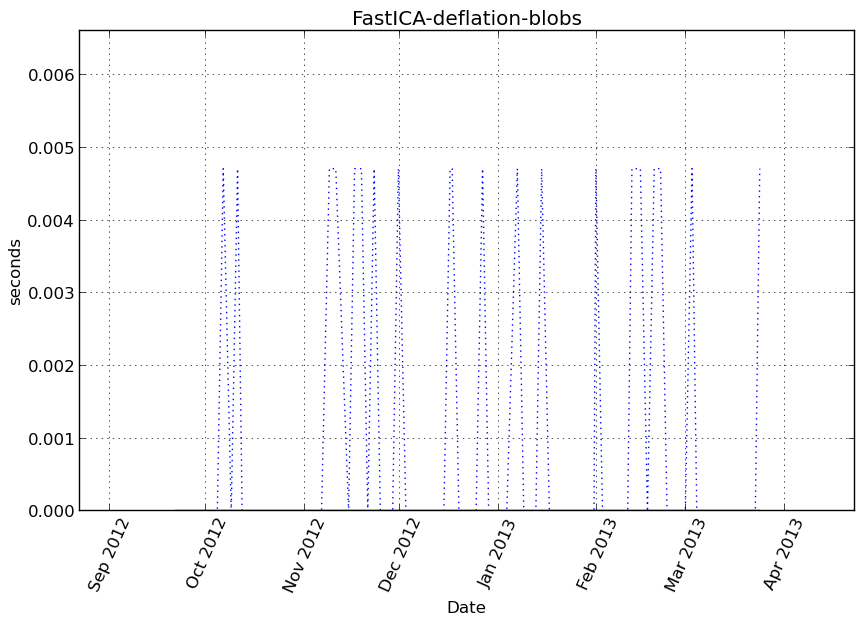 FastICA-deflation-blobs
0.006
0.005
0.004
0.003
0.002
0.001
0.000
seconds
Sep 2012
Oct 2012
Nov 2012
Dec 2012
Jan 2013
Feb 2013
Mar 2013
Apr 2013
Date